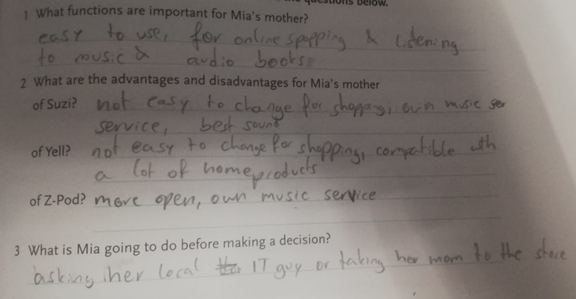 questions below.
1 What functions are important for Mia's mother?
easy to use, for online shopping & Listening
to music & audio books
2 What are the advantages and disadvantages for Mia's mother
of Suzi? not easy to change for shopping, own music ser
service, best sound
of Yell? not easy to change for shopping, compatible with
a lot of home products
of Z-Pod? more open, own music service
3 What is Mia going to do before making a decision?
asking her local IT guy or taking her mom to the store